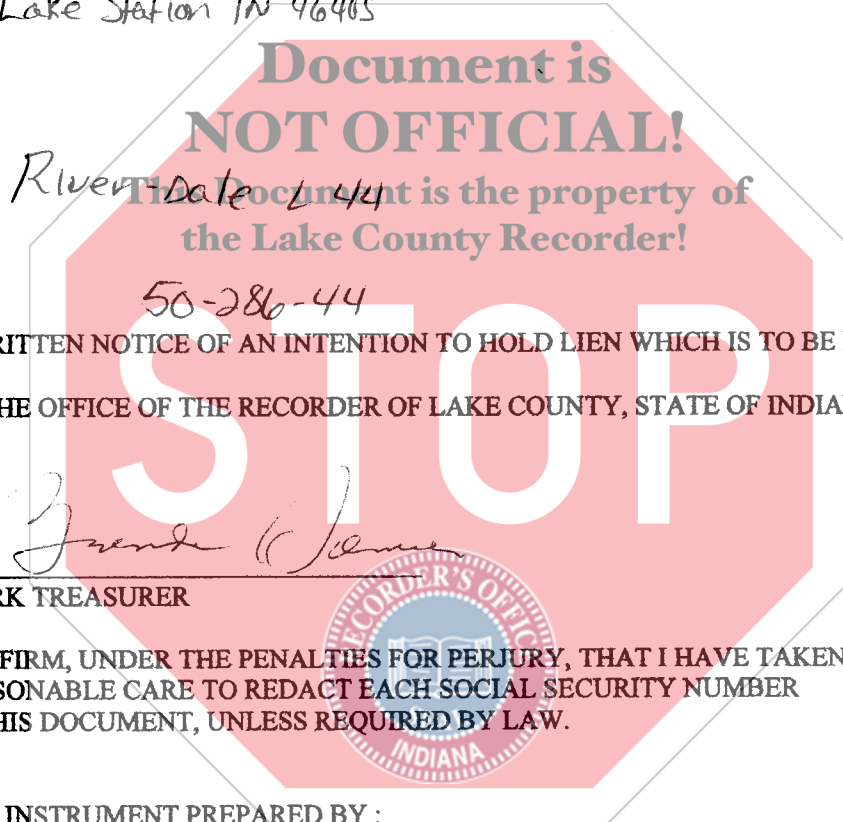 Lake Station IN 46405
Document is
NOT OFFICIAL!
River-Dale L 44
This Document is the property of
the Lake County Recorder!
50-286-44
RITTEN NOTICE OF AN INTENTION TO HOLD LIEN WHICH IS TO BE
HE OFFICE OF THE RECORDER OF LAKE COUNTY, STATE OF INDIA
STOP
RK TREASURER
RECORDER'S OFFICE
FIRM, UNDER THE PENALTIES FOR PERJURY, THAT I HAVE TAKEN
SONABLE CARE TO REDACT EACH SOCIAL SECURITY NUMBER
HIS DOCUMENT, UNLESS REQUIRED BY LAW.
INDIANA
INSTRUMENT PREPARED BY :